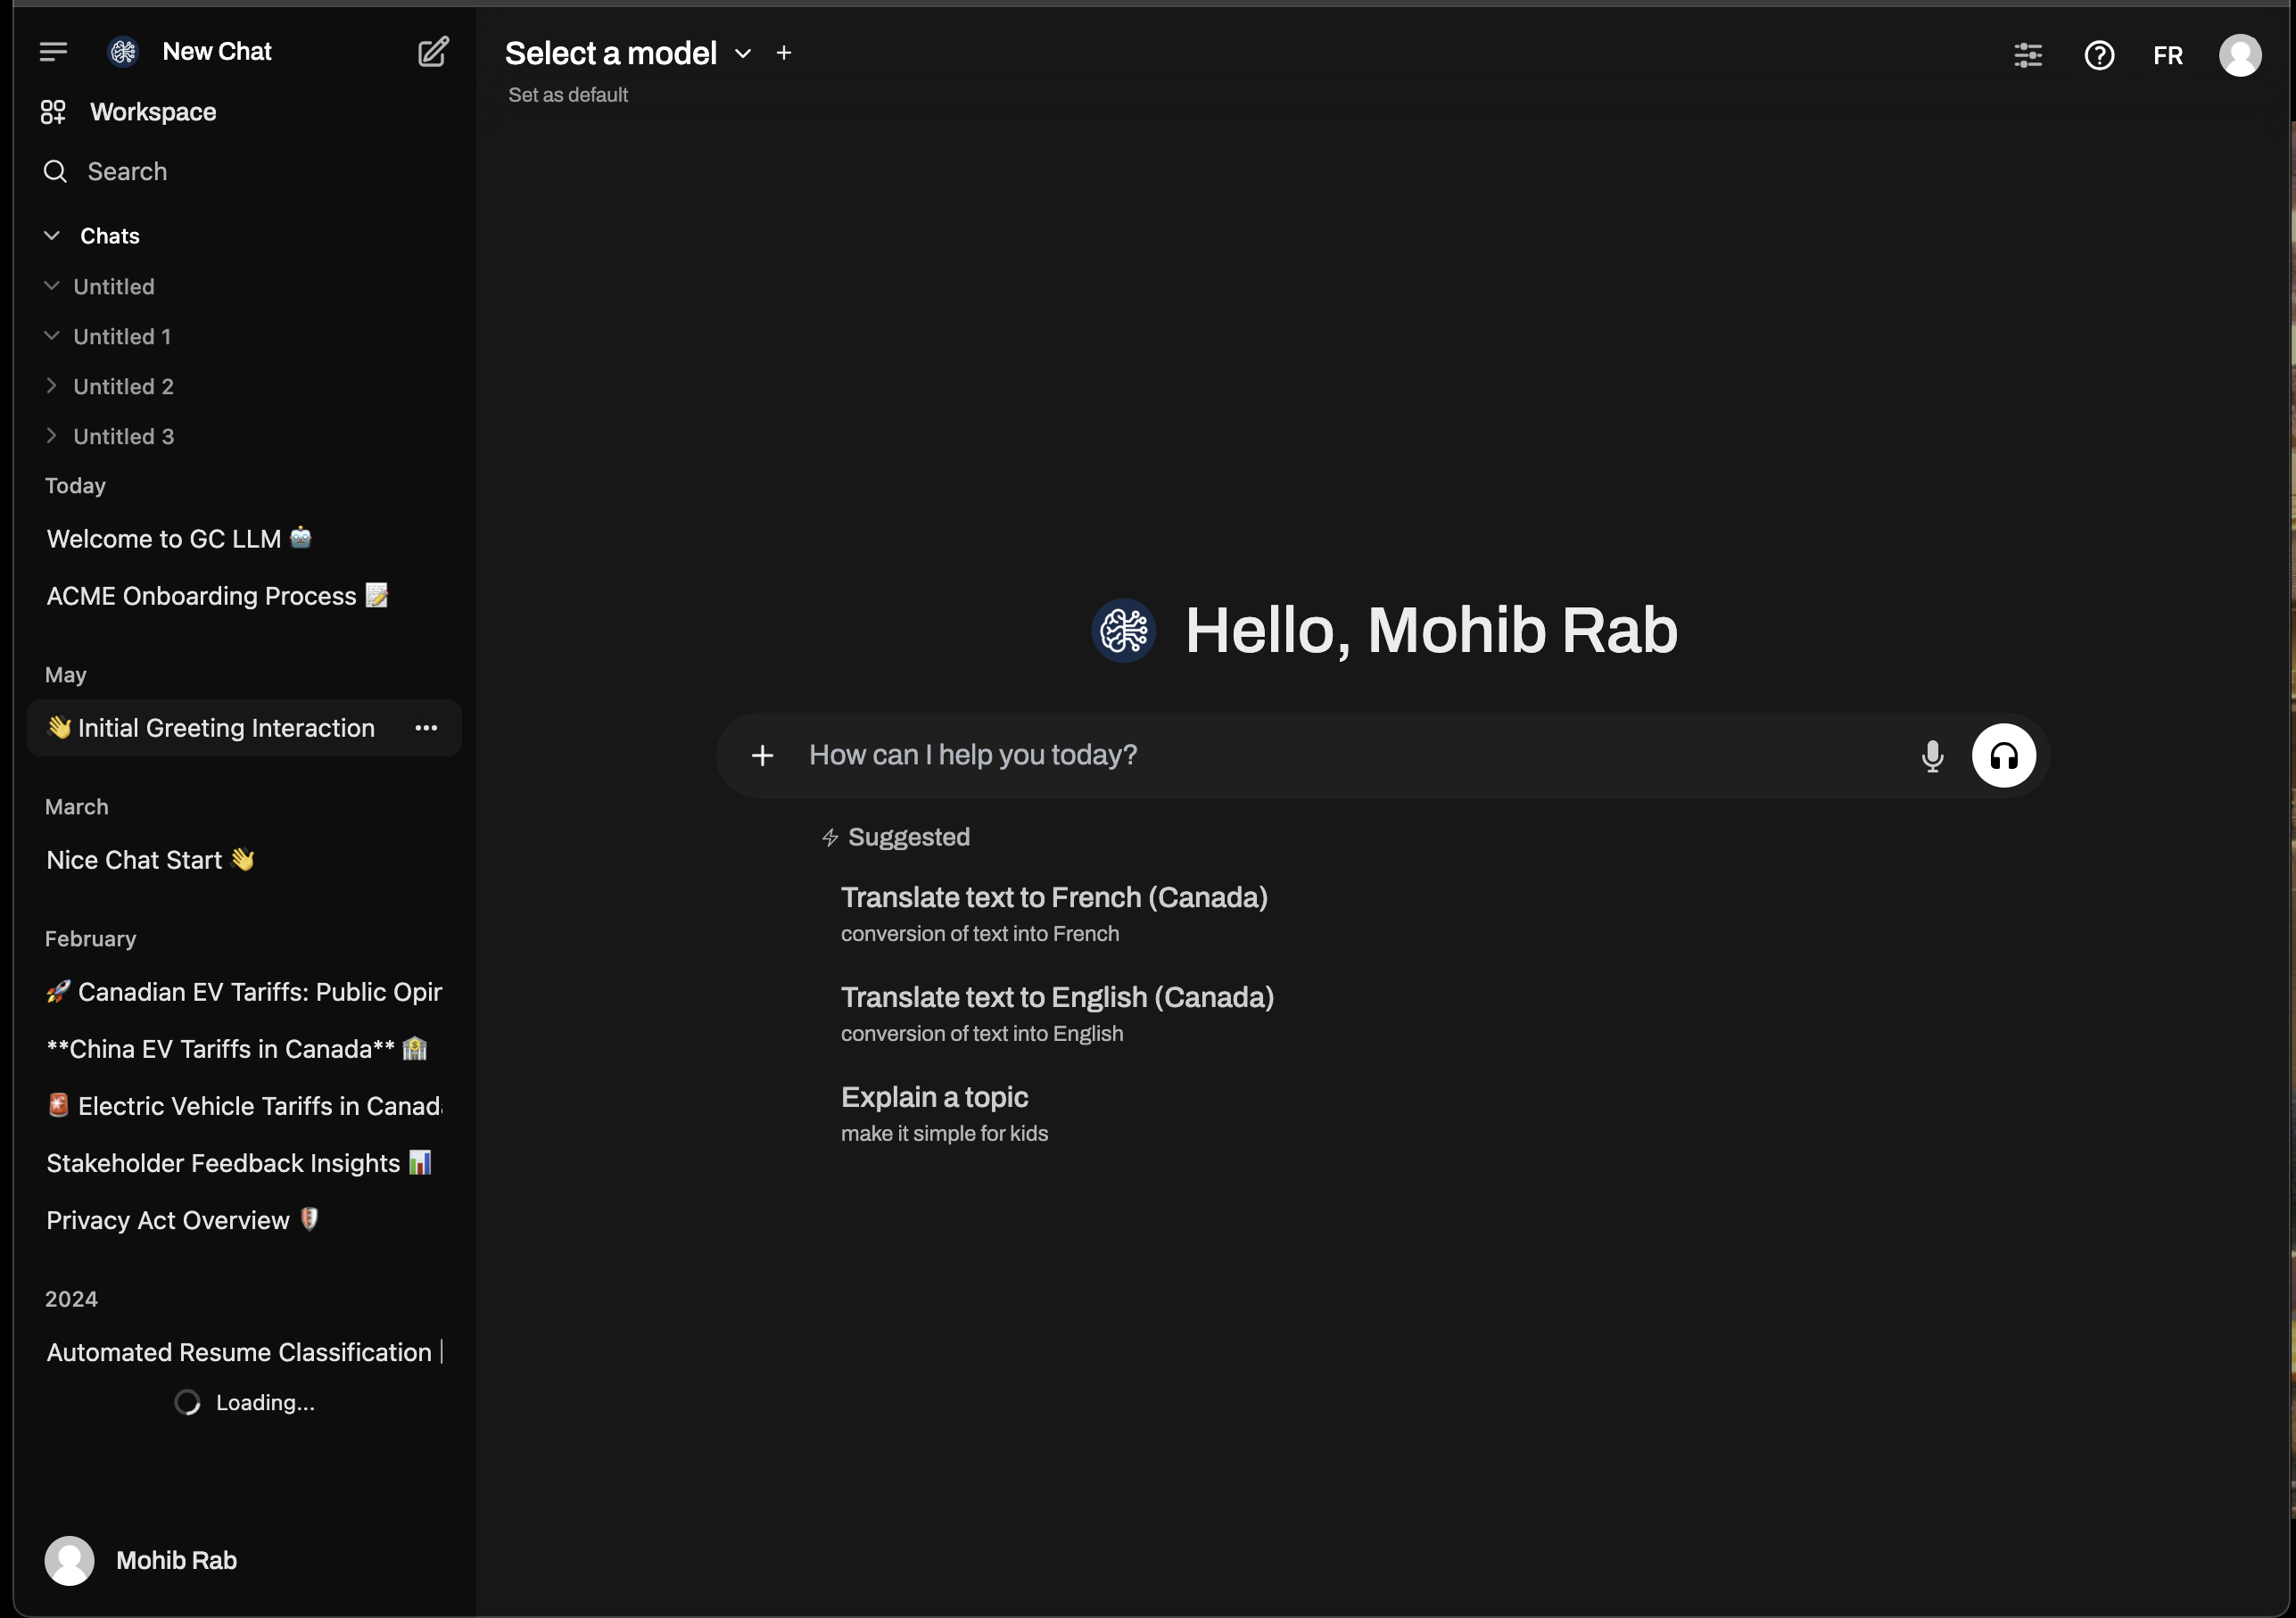 New Chat
Workspace
Search
Chats
Untitled
Untitled 1
Untitled 2
Untitled 3
Today
Welcome to GC LLM 🤖
ACME Onboarding Process 📝
May
👋 Initial Greeting Interaction
March
Nice Chat Start 👋
February
🚀 Canadian EV Tariffs: Public Opir
**China EV Tariffs in Canada** 🏦
🚨 Electric Vehicle Tariffs in Canada
Stakeholder Feedback Insights 📊
Privacy Act Overview 🛡️
2024
Automated Resume Classification
Loading...
Mohib Rab
Select a model
Set as default
FR
Hello, Mohib Rab
How can I help you today?
Suggested
Translate text to French (Canada)
conversion of text into French
Translate text to English (Canada)
conversion of text into English
Explain a topic
make it simple for kids